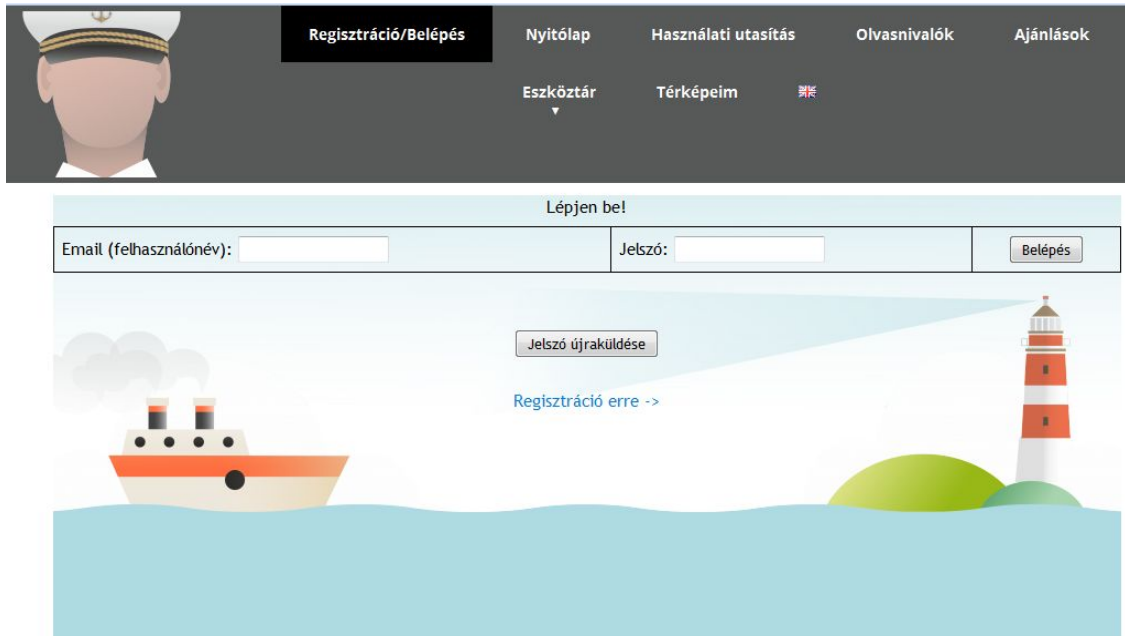 Regisztráció/Belépés Nyitólap Használati utasítás Olvasnivalók Ajánlások
Eszköztár Térképeim
▼
Lépjen be!
Email (felhasználónév): Jelszó: Belépés
Jelszó újraküldése
Regisztráció erre ->